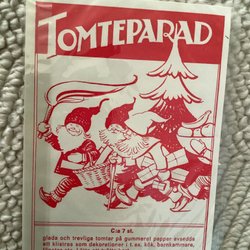 TOMTEPARAD
C:a 7 st.
glada och trevliga tomtar på gummerat papper avsedda
att klistras som dekorationer i t. ex. kök, barnkammare,